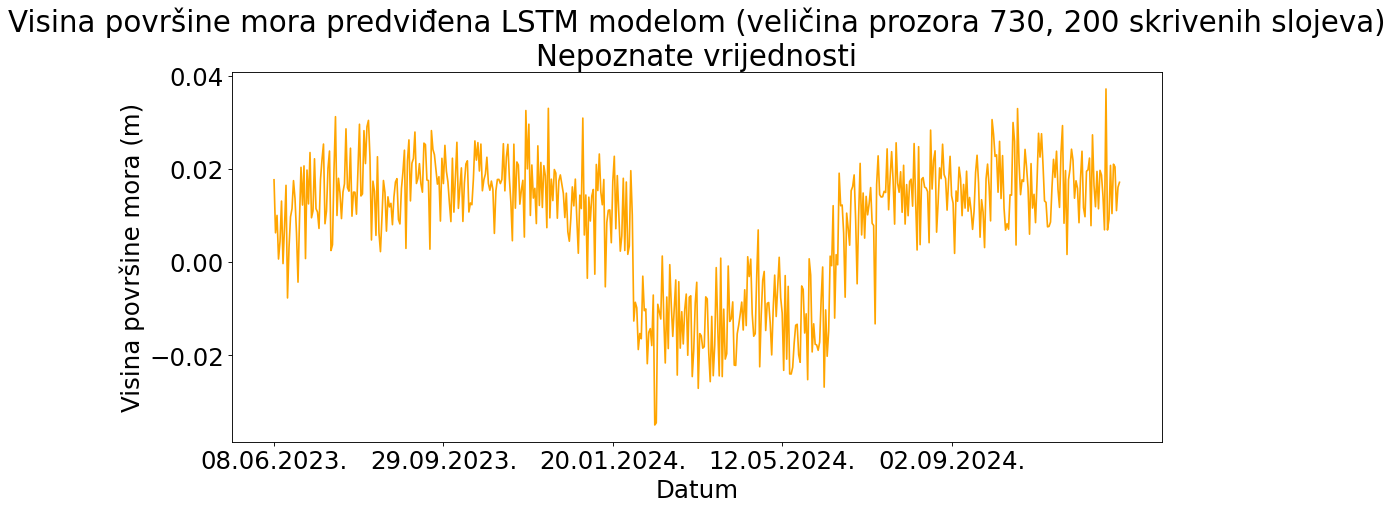 Visina površine mora predviđena LSTM modelom (veličina prozora 730, 200 skrivenih slojeva)
Nepoznate vrijednosti
Visina površine mora (m)
0.04
0.02
0.00
−0.02
08.06.2023. 29.09.2023. 20.01.2024. 12.05.2024. 02.09.2024.
Datum